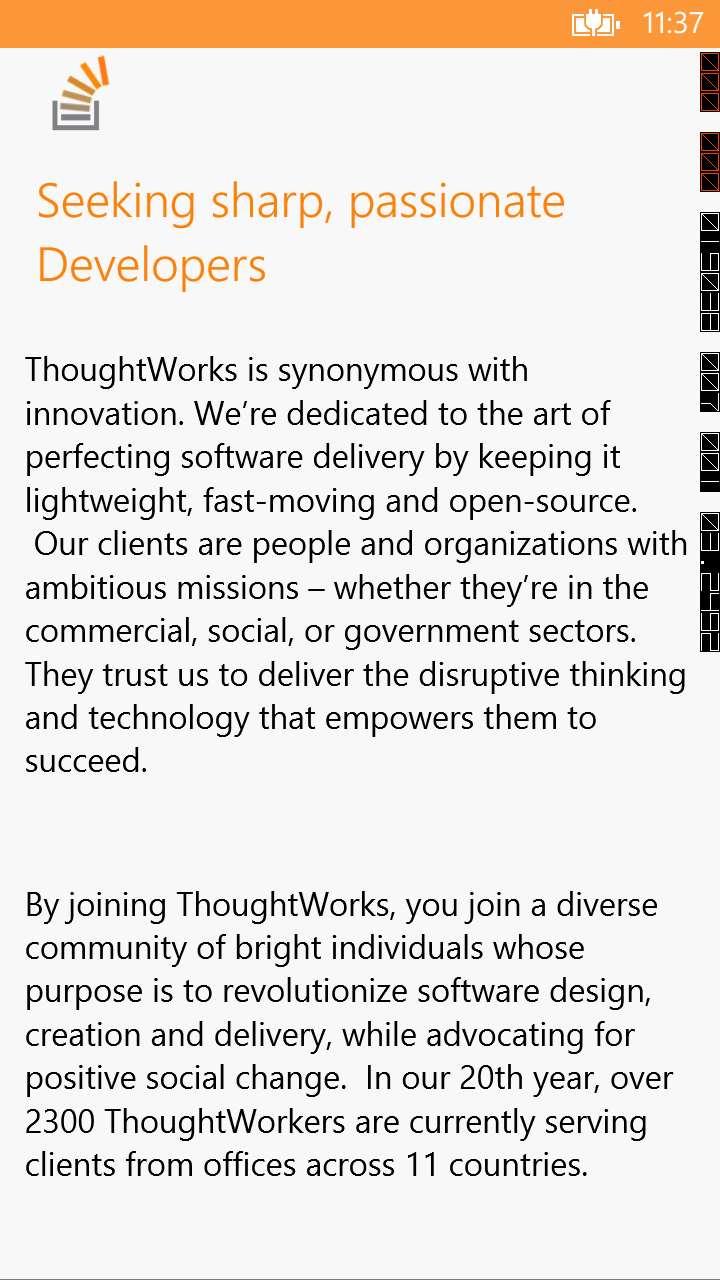 11:37
Seeking sharp, passionate
Developers
ThoughtWorks is synonymous with
innovation. We’re dedicated to the art of
perfecting software delivery by keeping it
lightweight, fast-moving and open-source.
Our clients are people and organizations with
ambitious missions – whether they’re in the
commercial, social, or government sectors.
They trust us to deliver the disruptive thinking
and technology that empowers them to
succeed.
By joining ThoughtWorks, you join a diverse
community of bright individuals whose
purpose is to revolutionize software design,
creation and delivery, while advocating for
positive social change.  In our 20th year, over
2300 ThoughtWorkers are currently serving
clients from offices across 11 countries.